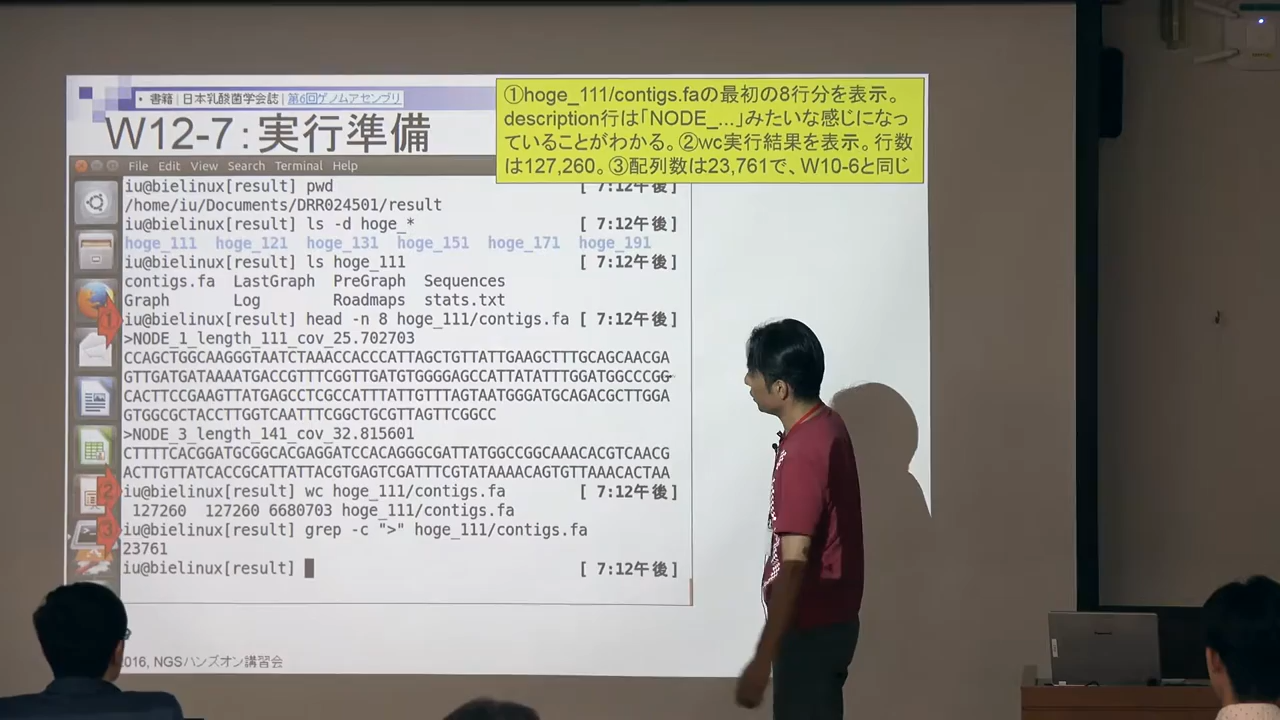 ・書籍 | 日本乳酸菌学会誌 | 第6回ゲノムアセンブリ
W12-7：実行準備
①hoge_111/contigs.faの最初の8行分を表示。
description行は「NODE_…」みたいな感じになっ
ていることがわかる。②wc実行結果を表示。行数
は127,260。③配列数は23,761で、W10-6と同じ
File Edit View Search Terminal Help
iu@bielinux[result] pwd [ 7:12午後]
/home/iu/Documents/DRR024501/result
iu@bielinux[result] ls -d hoge_* [ 7:12午後]
hoge_111 hoge_121 hoge_131 hoge_151 hoge_171 hoge_191
iu@bielinux[result] ls hoge_111 [ 7:12午後]
contigs.fa LastGraph PreGraph Sequences
Graph Log Roadmaps stats.txt
① iu@bielinux[result] head -n 8 hoge_111/contigs.fa [ 7:12午後]
>NODE_1_length_111_cov_25.702703
CCAGCTGGCAAGGGTAATCTAAACCACCCATTAGCTGTTATTGAAGCTTTGCAGCAACGA
GTTGATGATAAAATGACCGTTTCGGTTGATGTGGGGAGCCATTATATTTGGATGGCCCGG
CACTTCCGAAGTTATGAGCCTCGCCATTTATTGTTTAGTAATGGGATGCAGACGCTTGGA
GTGGCGCTACCTTGGTCAATTTCGGCTGCGTTAGTTCGGCC
>NODE_3_length_141_cov_32.815601
CTTTTCACGGATGCGGCACGAGGATCCACAGGGCGATTATGGCCGGCAAACACGTCAACG
ACTTGTTATCACCGCATTATTACGTGAGTCGATTTCGTATAAAACAGTGTTAAACACTAA
② iu@bielinux[result] wc hoge_111/contigs.fa [ 7:12午後]
127260 127260 6680703 hoge_111/contigs.fa
③ iu@bielinux[result] grep -c ">" hoge_111/contigs.fa
23761
iu@bielinux[result] [ 7:12午後]
2016, NGSハンズオン講習会